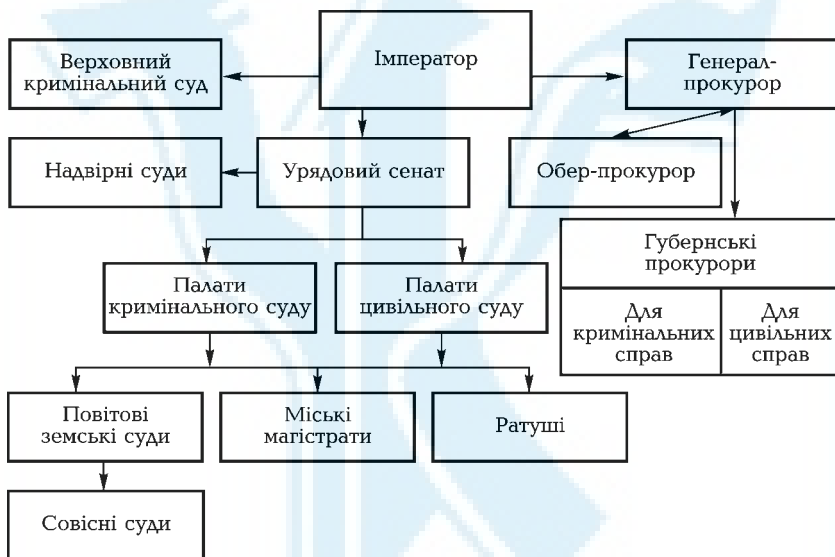 Верховний
кримінальний суд
Імператор
Генерал-
прокурор
Надвірні суди
Урядовий сенат
Обер-прокурор
Губернські
прокурори
Палати
кримінального суду
Палати
цивільного суду
Для
кримінальних
справ
Для
цивільних
справ
Повітові
земські суди
Міські
магістрати
Ратуші
Совісні суди